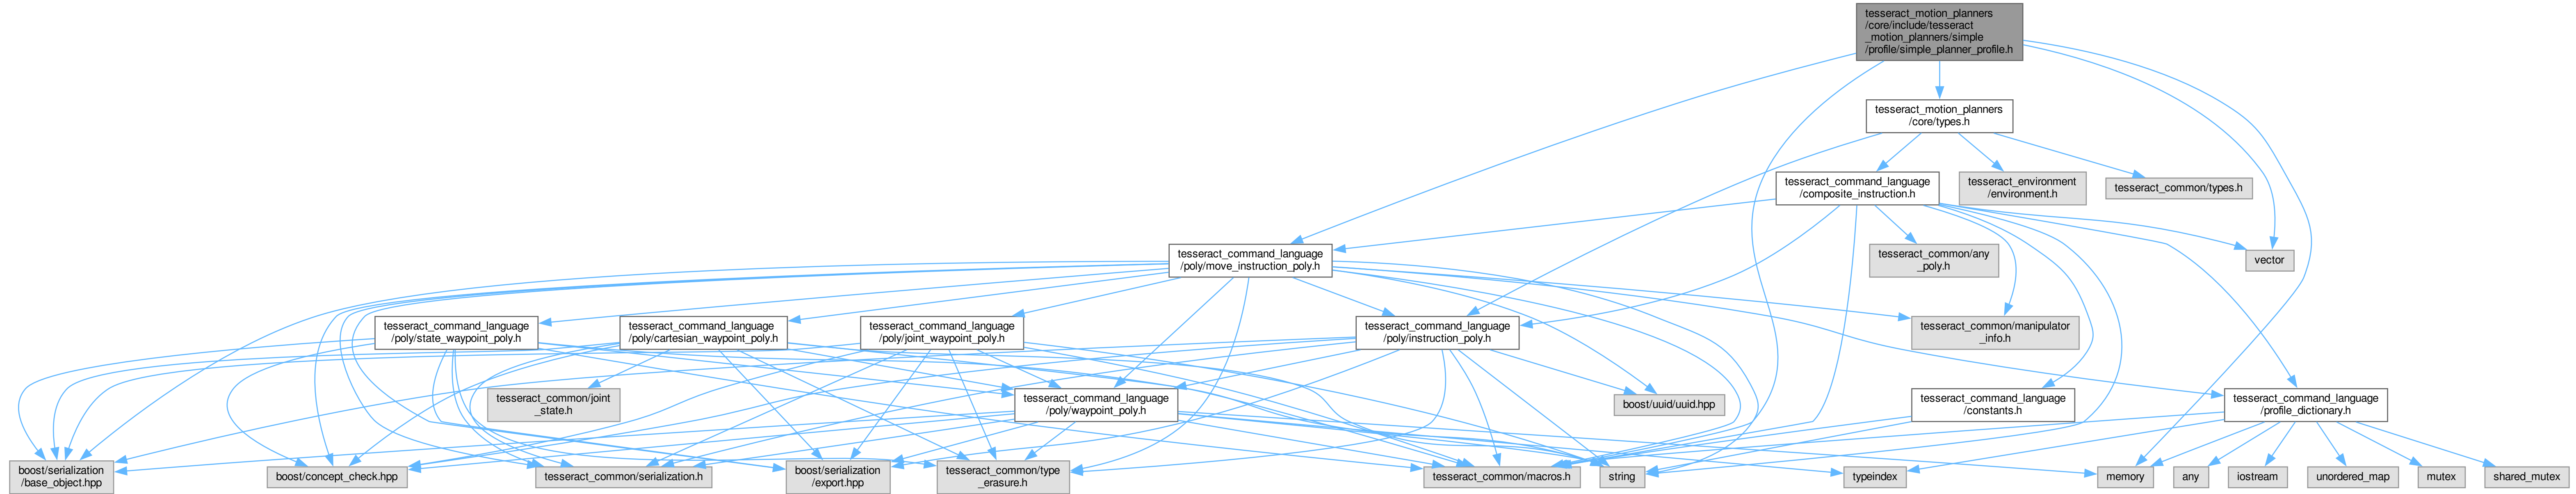 tesseract_motion_planners
/core/include/tesseract
_motion_planners/simple
/profile/simple_planner_profile.h
tesseract_motion_planners
/core/types.h
tesseract_command_language
/composite_instruction.h
tesseract_environment
/environment.h
tesseract_common/types.h
tesseract_command_language
/poly/move_instruction_poly.h
tesseract_common/any
_poly.h
vector
tesseract_command_language
/poly/state_waypoint_poly.h
tesseract_command_language
/poly/cartesian_waypoint_poly.h
tesseract_command_language
/poly/joint_waypoint_poly.h
tesseract_command_language
/poly/instruction_poly.h
tesseract_common/manipulator
_info.h
tesseract_common/joint
_state.h
tesseract_command_language
/poly/waypoint_poly.h
boost/uuid/uuid.hpp
tesseract_command_language
/constants.h
tesseract_command_language
/profile_dictionary.h
boost/serialization
/base_object.hpp
boost/concept_check.hpp
tesseract_common/serialization.h
boost/serialization
/export.hpp
tesseract_common/type
_erasure.h
tesseract_common/macros.h
string
typeindex
memory
any
iostream
unordered_map
mutex
shared_mutex